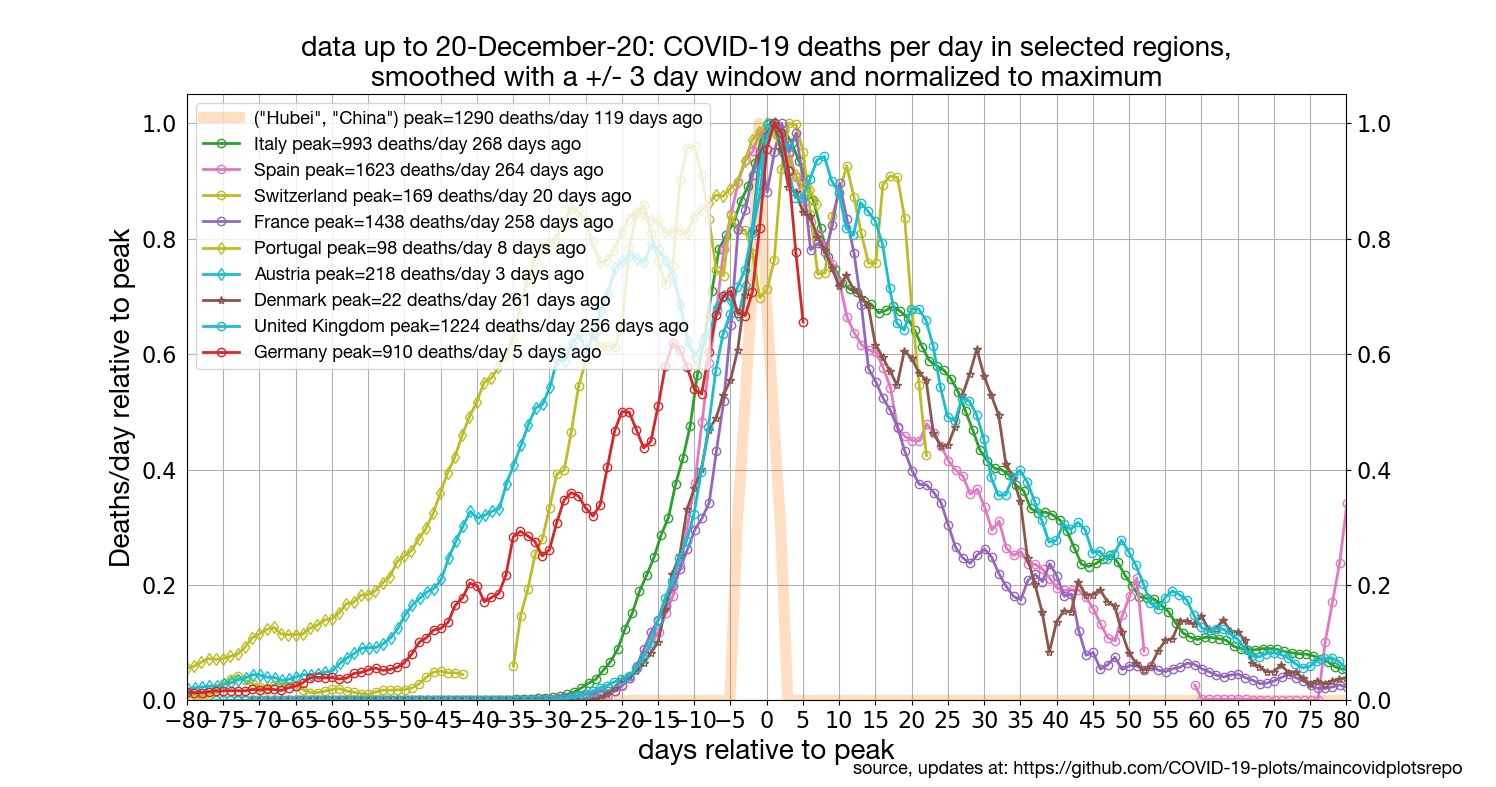 data up to 20-December-20: COVID-19 deaths per day in selected regions,
smoothed with a +/- 3 day window and normalized to maximum
("Hubei", "China") peak=1290 deaths/day 119 days ago
Italy peak=993 deaths/day 268 days ago
Spain peak=1623 deaths/day 264 days ago
Switzerland peak=169 deaths/day 20 days ago
France peak=1438 deaths/day 258 days ago
Portugal peak=98 deaths/day 8 days ago
Austria peak=218 deaths/day 3 days ago
Denmark peak=22 deaths/day 261 days ago
United Kingdom peak=1224 deaths/day 256 days ago
Germany peak=910 deaths/day 5 days ago
Deaths/day relative to peak
1.0
0.8
0.6
0.4
0.2
0.0
1.0
0.8
0.6
0.4
0.2
0.0
−80 −75 −70 −65 −60 −55 −50 −45 −40 −35 −30 −25 −20 −15 −10 −5 0 5 10 15 20 25 30 35 40 45 50 55 60 65 70 75 80
days relative to peak
source, updates at: https://github.com/COVID-19-plots/maincovidplotsrepo